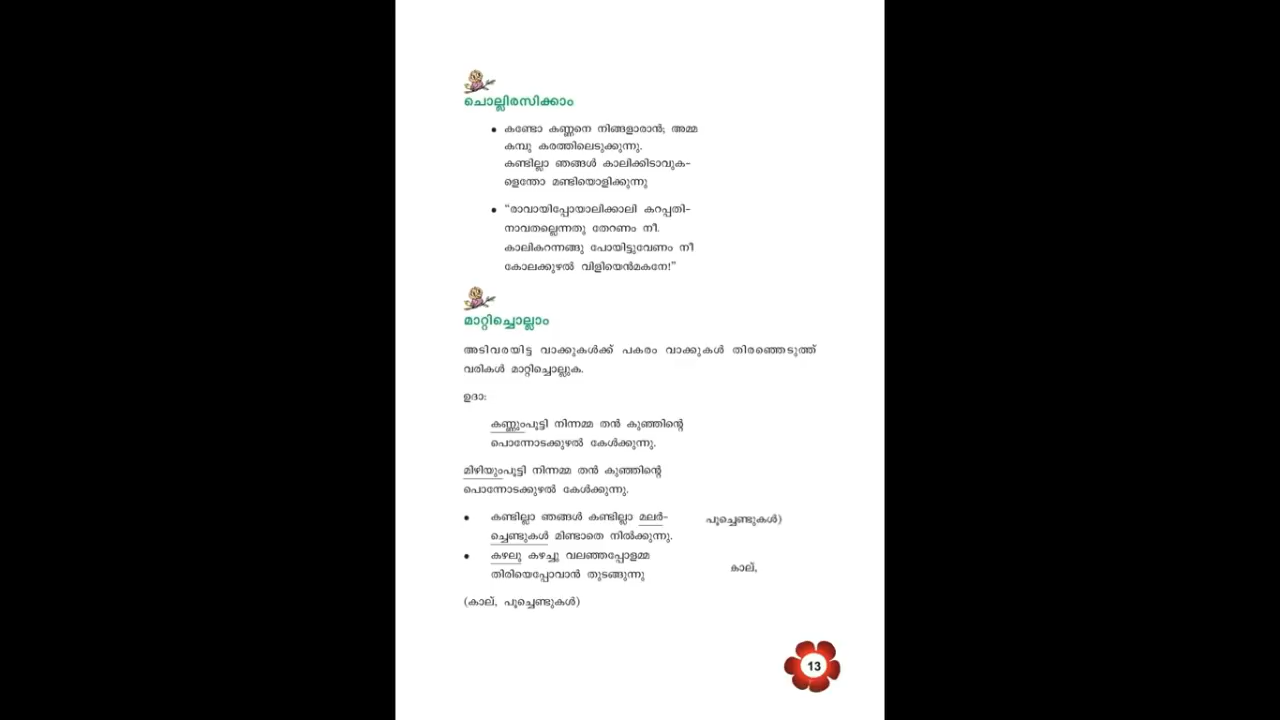 ചൊല്ലിരസിക്കാം
• കണ്ടോ കണ്ണനെ നിങ്ങളാരാൻ; അമ്മ
കമ്പു കരത്തിലെടുക്കുന്നു.
കണ്ടില്ലാ ഞങ്ങൾ കാലിക്കിടാവുക-
ളെന്തോ മണ്ടിയൊളിക്കുന്നു
• “രാവായിപ്പോയാലിക്കാലി കറപ്പതി-
നാവതല്ലെന്നതു തേറണം നീ.
കാലികറന്നങ്ങു പോയിട്ടുവേണം നീ
കോലക്കുഴൽ വിളിയെൻമകനേ!”
മാറ്റിച്ചൊല്ലാം
അടിവരയിട്ട വാക്കുകൾക്ക് പകരം വാക്കുകൾ തിരഞ്ഞെടുത്ത്
വരികൾ മാറ്റിച്ചൊല്ലുക.
ഉദാ:
കണ്ണുംപൂട്ടി നിന്നമ്മ തൻ കുഞ്ഞിന്റെ
പൊന്നോടക്കുഴൽ കേൾക്കുന്നു.
മിഴിയുംപൂട്ടി നിന്നമ്മ തൻ കുഞ്ഞിന്റെ
പൊന്നോടക്കുഴൽ കേൾക്കുന്നു.
• കണ്ടില്ലാ ഞങ്ങൾ കണ്ടില്ലാ മലർ- പൂച്ചെണ്ടുകൾ)
ച്ചെണ്ടുകൾ മിണ്ടാതെ നിൽക്കുന്നു.
• കഴലു കഴച്ചു വലഞ്ഞപ്പോളമ്മ
കാല്,
തിരിയെപ്പോവാൻ തുടങ്ങുന്നു
(കാല്, പൂച്ചെണ്ടുകൾ)
13